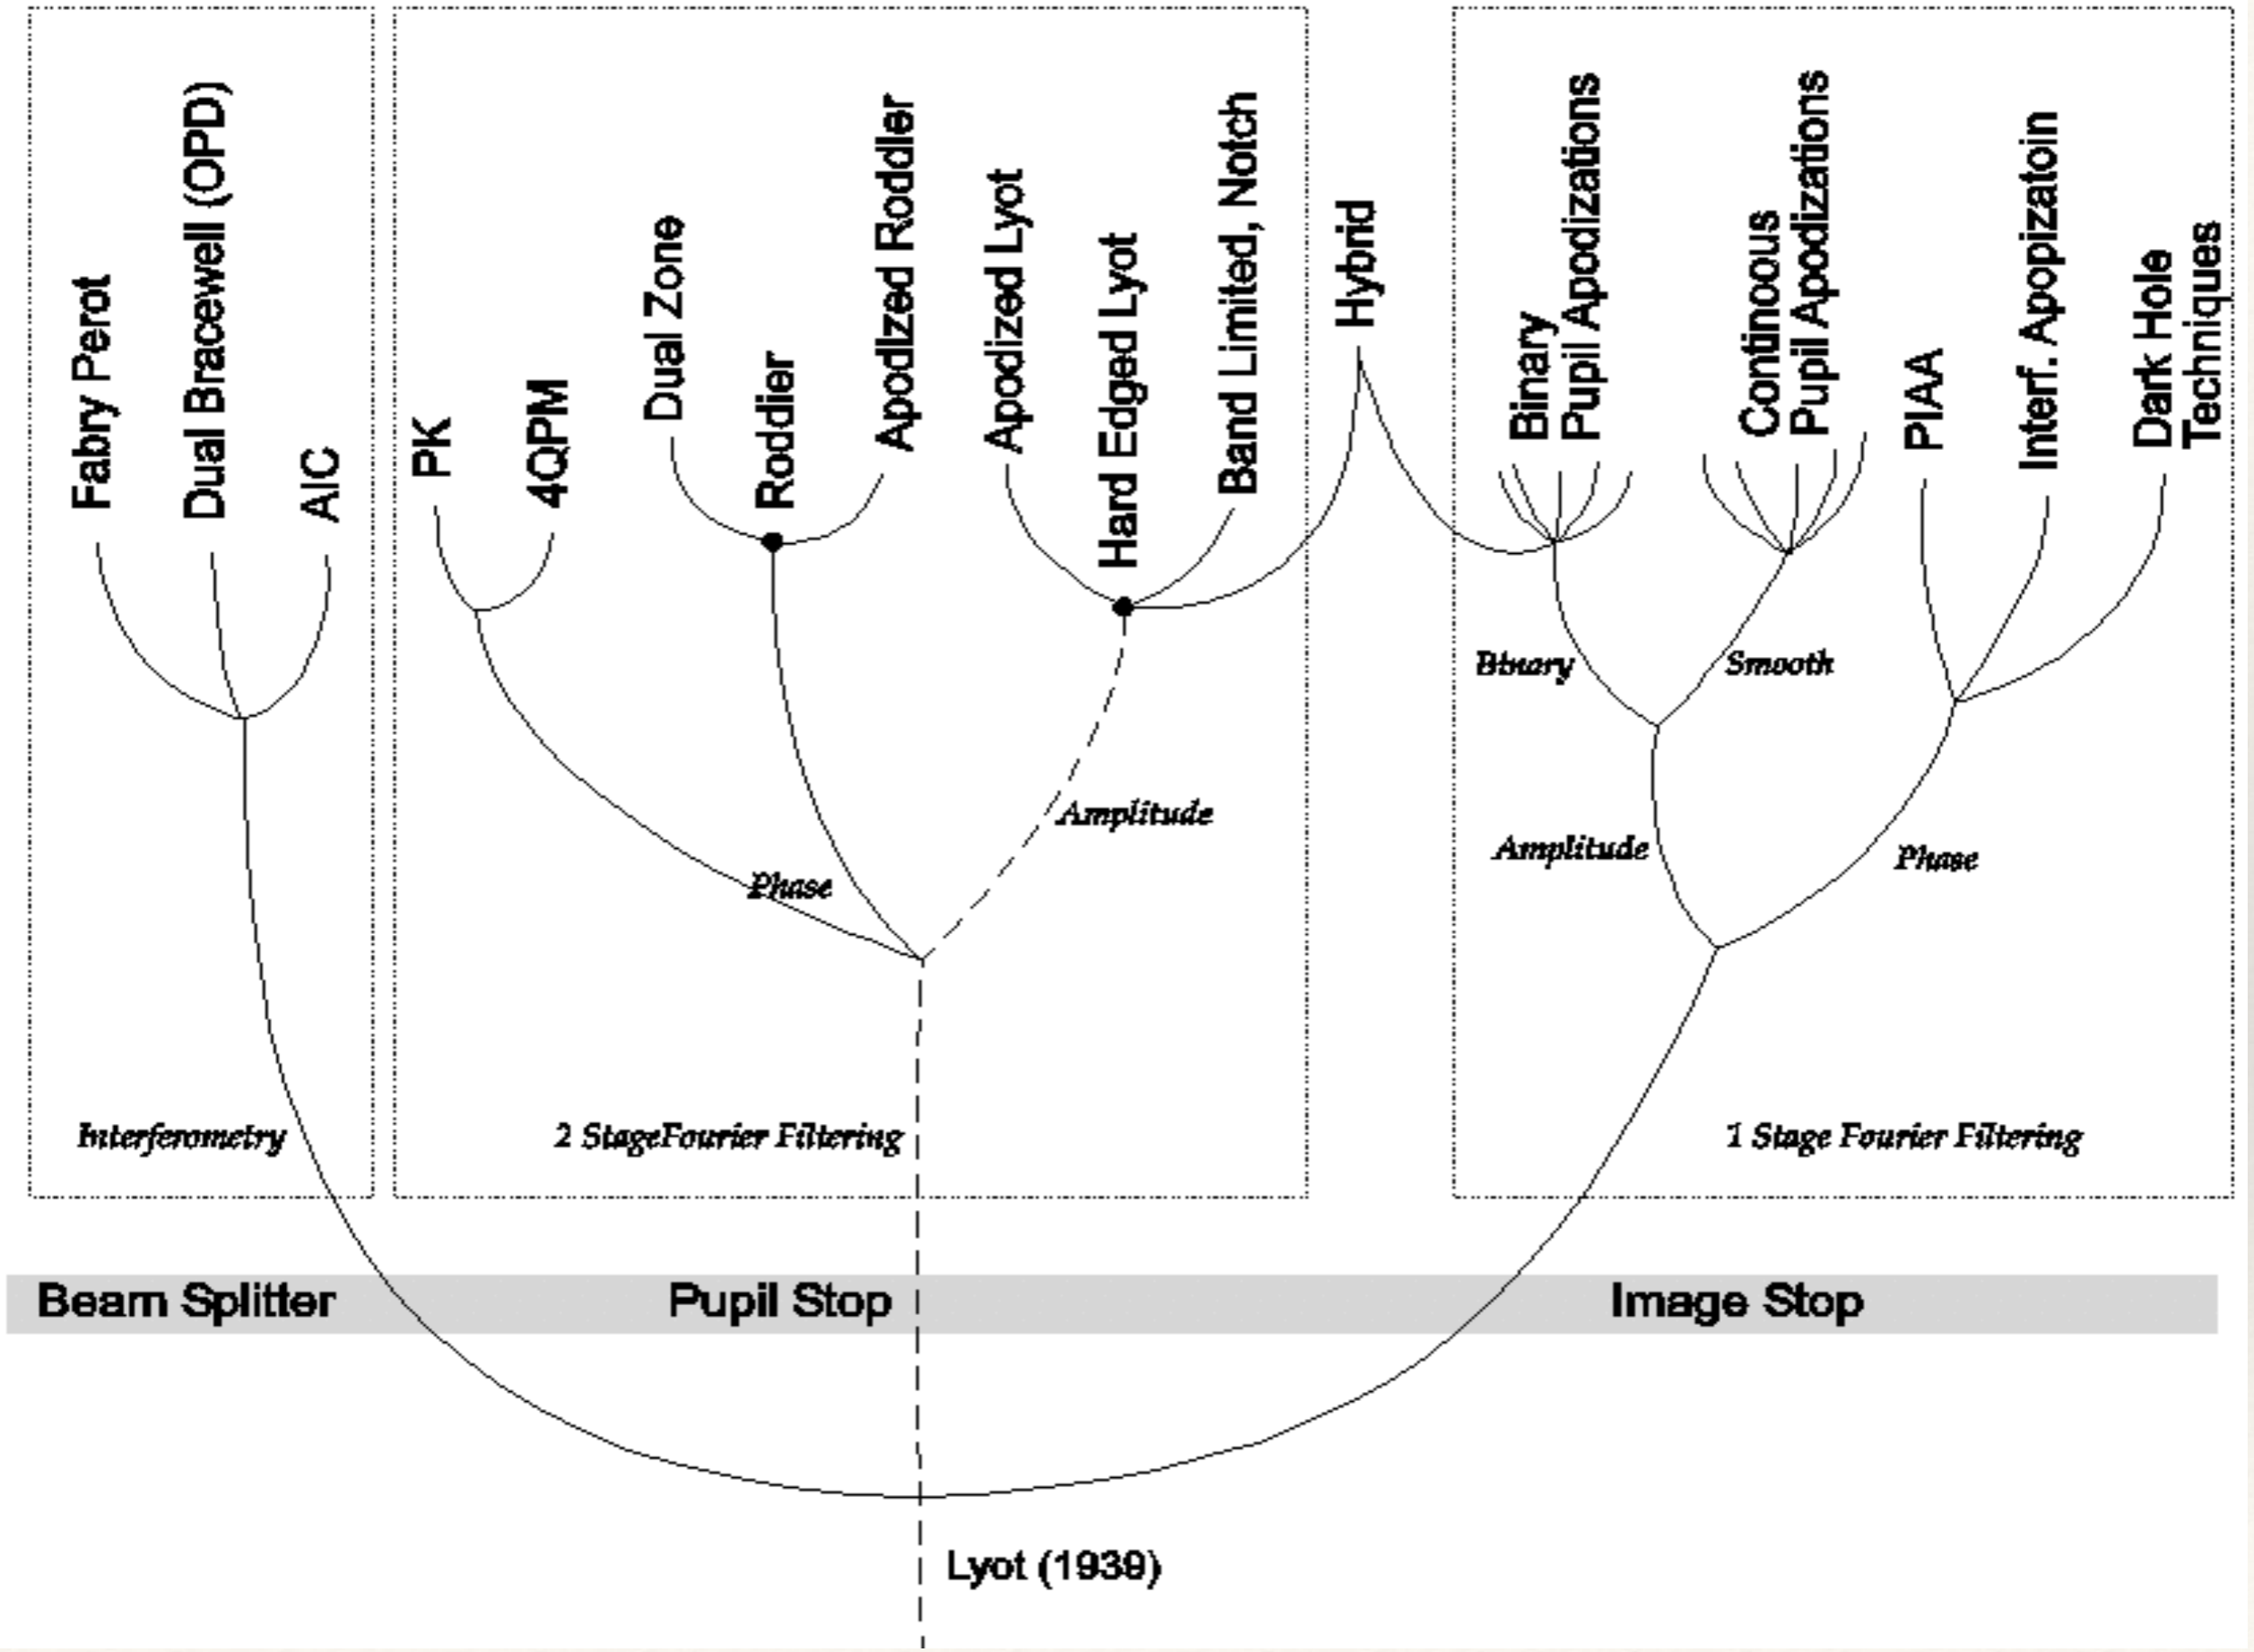 Fabry Perot
Dual Bracewell (OPD)
AIC
PK
4QPM
Dual Zone
Roddier
Apodized Roddler
Apodized Lyot
Hard Edged Lyot
Band Limited, Notch
Hybrid
Binary
Pupil Apodizations
Continoous
Pupil Apodizations
PIAA
Interf. Apopizatoin
Dark Hole
Techniques
Binary
Smooth
Amplitude
Phase
Amplitude
Phase
Interferometry
2 StageFourier Filtering
1 Stage Fourier Filtering
Beam Splitter
Pupil Stop
Image Stop
Lyot (1939)